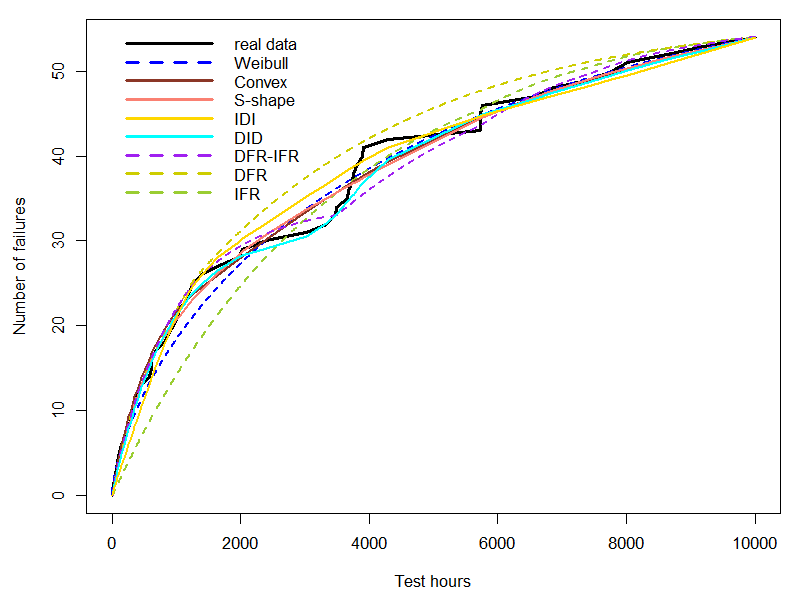 real data
Weibull
Convex
S-shape
IDI
DID
DFR-IFR
DFR
IFR
Number of failures
50
40
30
20
10
0
0 2000 4000 6000 8000 10000
Test hours